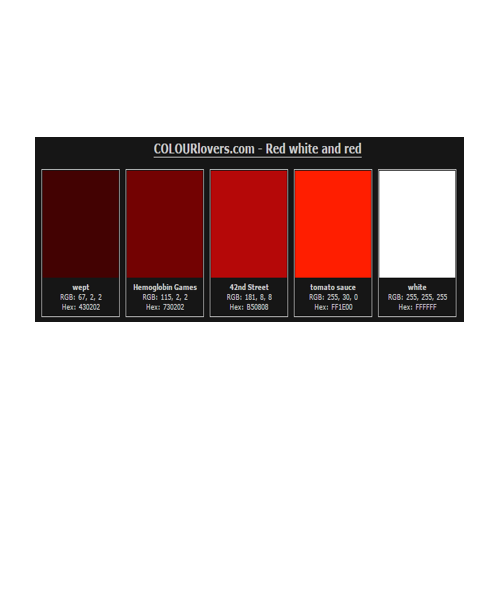 COLOURlovers.com - Red white and red
wept
RGB: 67, 2, 2
Hex: 430202
Hemoglobin Games
RGB: 115, 2, 2
Hex: 730202
42nd Street
RGB: 181, 8, 8
Hex: B50808
tomato sauce
RGB: 255, 30, 0
Hex: FF1E00
white
RGB: 255, 255, 255
Hex: FFFFFF